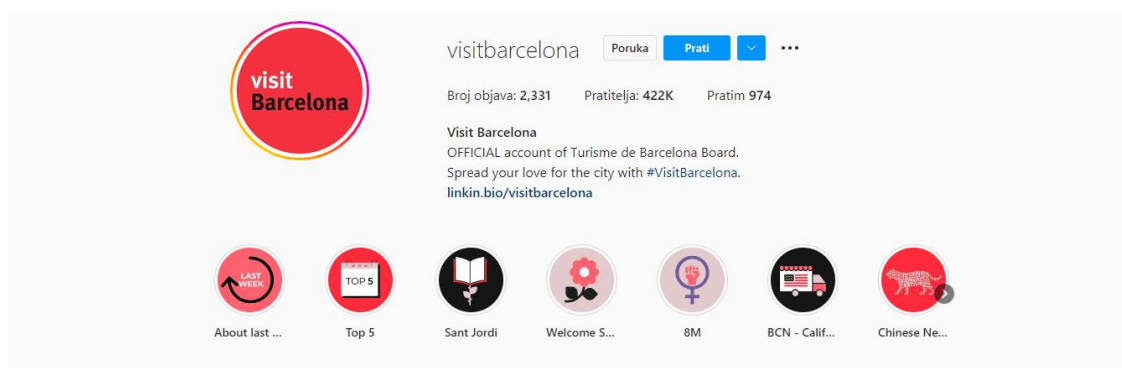 visit
Barcelona
visitbarcelona Poruka Prati
Broj objava: 2,331 Pratitelja: 422K Pratim 974
Visit Barcelona
OFFICIAL account of Turisme de Barcelona Board.
Spread your love for the city with #VisitBarcelona.
linkin.bio/visitbarcelona
LAST
WEEK
TOP 5
About last ... Top 5 Sant Jordi Welcome S... 8M BCN - Calif... Chinese Ne...